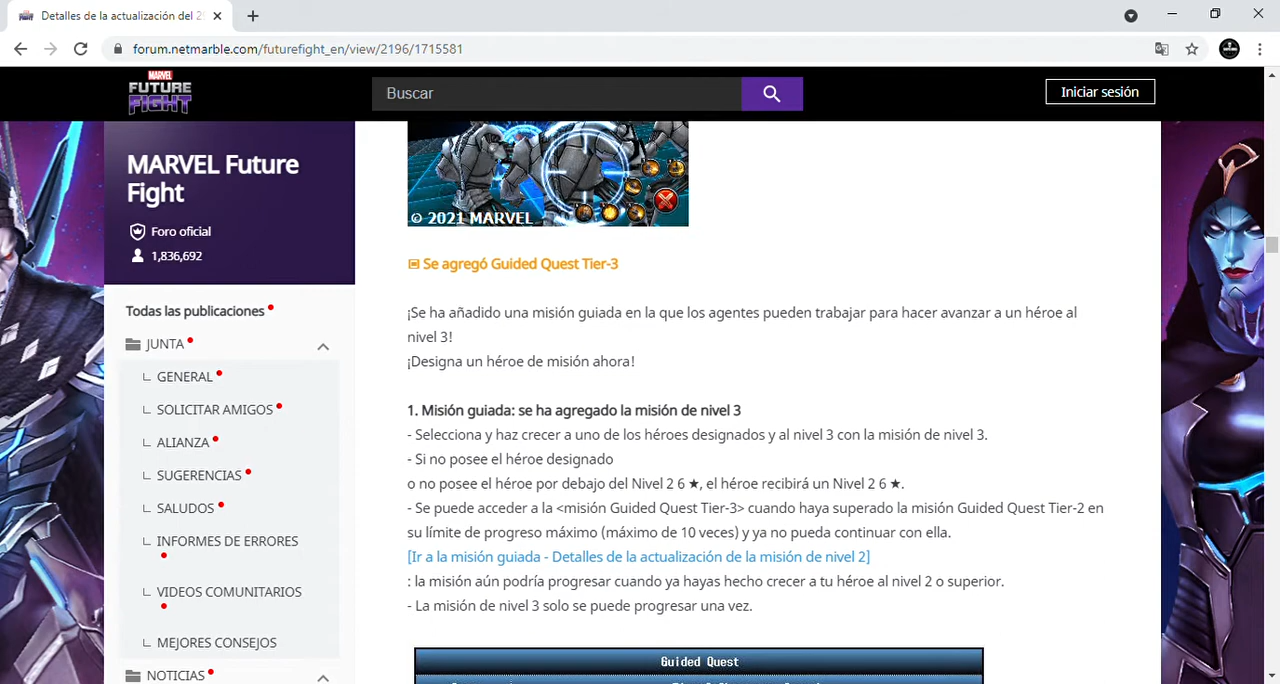 Detalles de la actualización del 2
forum.netmarble.com/futurefight_en/view/2196/1715581
MARVEL
FUTURE
FIGHT
Buscar
Iniciar sesión
MARVEL Future
Fight
Foro oficial
1,836,692
Todas las publicaciones
JUNTA
GENERAL
SOLICITAR AMIGOS
ALIANZA
SUGERENCIAS
SALUDOS
INFORMES DE ERRORES
VIDEOS COMUNITARIOS
MEJORES CONSEJOS
NOTICIAS
© 2021 MARVEL
Se agregó Guided Quest Tier-3
¡Se ha añadido una misión guiada en la que los agentes pueden trabajar para hacer avanzar a un héroe al
nivel 3!
¡Designa un héroe de misión ahora!
1. Misión guiada: se ha agregado la misión de nivel 3
- Selecciona y haz crecer a uno de los héroes designados y al nivel 3 con la misión de nivel 3.
- Si no posee el héroe designado
o no posee el héroe por debajo del Nivel 2 6 ★, el héroe recibirá un Nivel 2 6 ★.
- Se puede acceder a la <misión Guided Quest Tier-3> cuando haya superado la misión Guided Quest Tier-2 en
su límite de progreso máximo (máximo de 10 veces) y ya no pueda continuar con ella.
[Ir a la misión guiada - Detalles de la actualización de la misión de nivel 2]
: la misión aún podría progresar cuando ya hayas hecho crecer a tu héroe al nivel 2 o superior.
- La misión de nivel 3 solo se puede progresar una vez.
Guided Quest